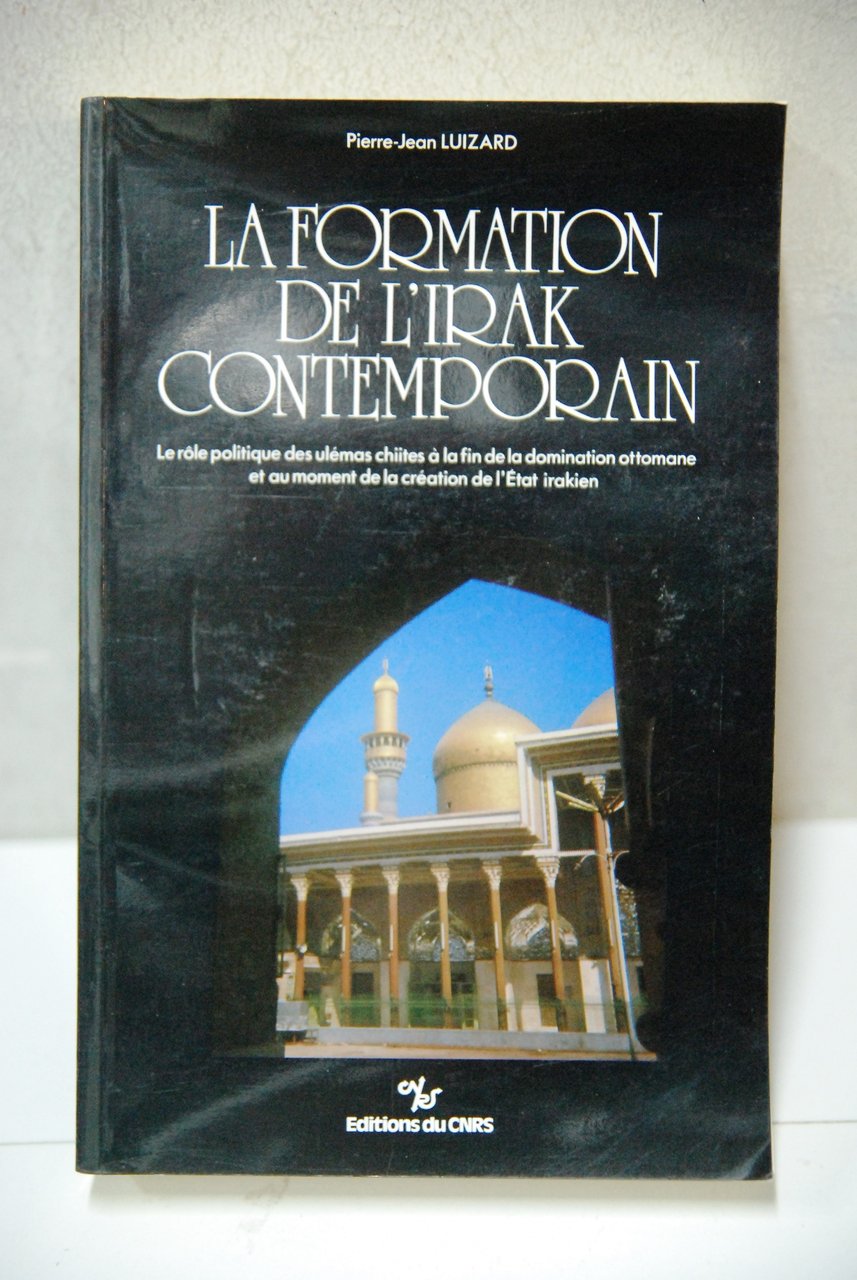 Pierre-Jean LUIZARD
LA FORMATION
DE L'IRAK
CONTEMPORAIN
Le rôle politique des ulémas chiites à la fin de la domination ottomane
et au moment de la création de l'État irakien
CNRS
Editions du CNRS